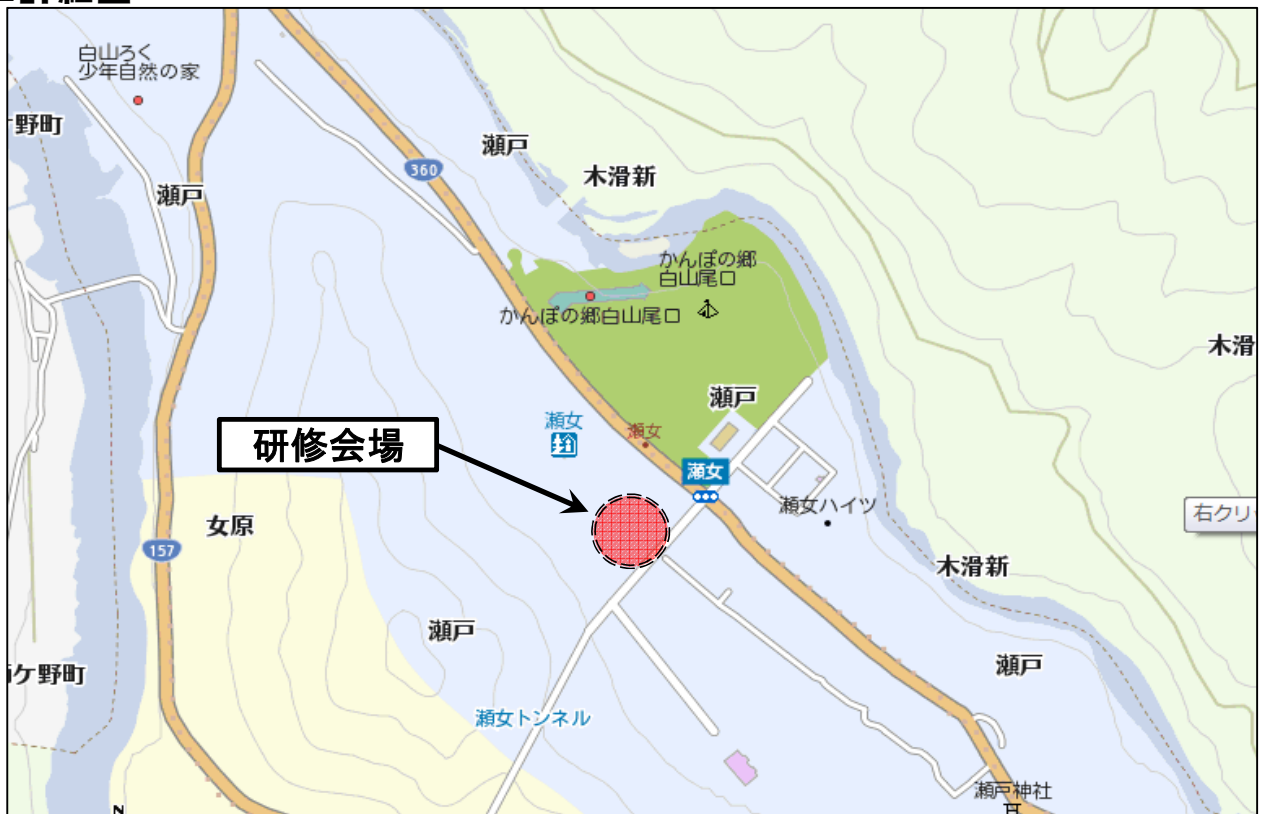 白山ろく
少年自然の家
野町
瀬戸
360
瀬戸
木滑新
かんぽの郷
白山尾口
かんぽの郷白山尾口
木滑
瀬戸
瀬女
瀬女
瀬女
研修会場
瀬女ハイツ
右クリ
女原
157
木滑新
瀬戸
瀬戸
ケ野町
瀬女トンネル
瀬戸神社